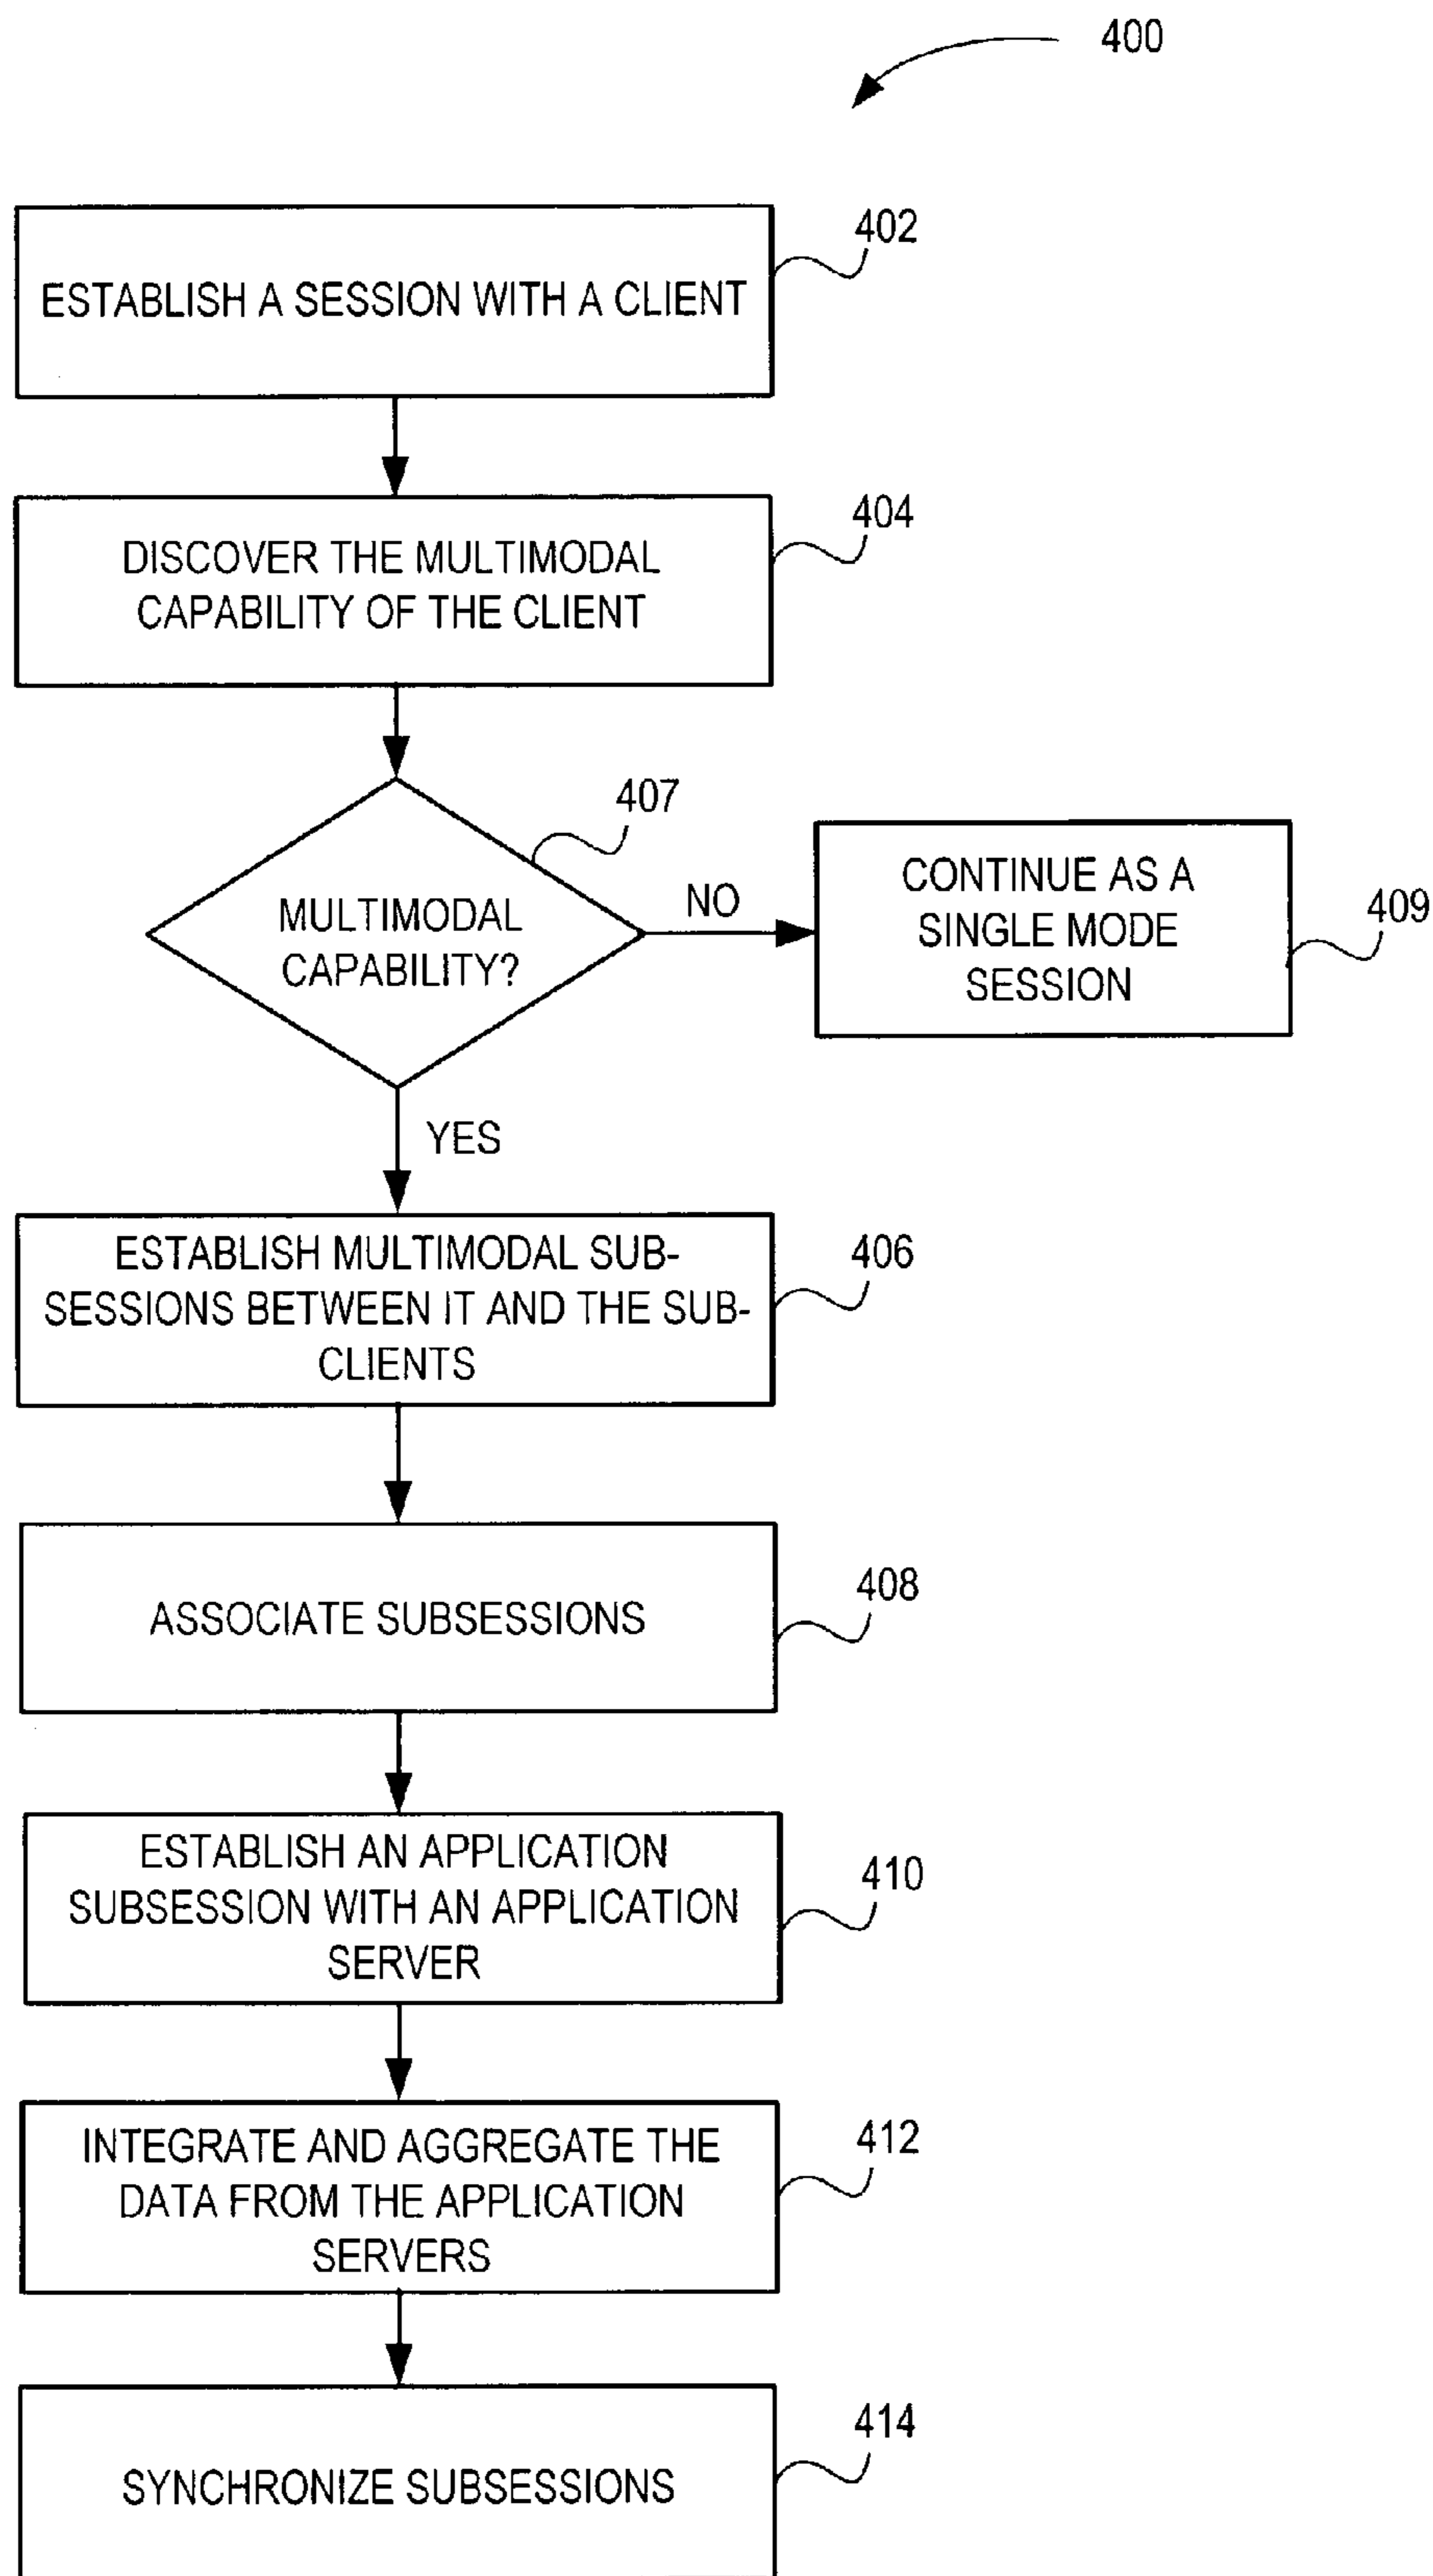 400
402
ESTABLISH A SESSION WITH A CLIENT
404
DISCOVER THE MULTIMODAL
CAPABILITY OF THE CLIENT
407
MULTIMODAL
CAPABILITY?
NO
CONTINUE AS A
SINGLE MODE
SESSION
409
YES
ESTABLISH MULTIMODAL SUB-
SESSIONS BETWEEN IT AND THE SUB-
CLIENTS
406
ASSOCIATE SUBSESSIONS
408
ESTABLISH AN APPLICATION
SUBSESSION WITH AN APPLICATION
SERVER
410
INTEGRATE AND AGGREGATE THE
DATA FROM THE APPLICATION
SERVERS
412
SYNCHRONIZE SUBSESSIONS
414